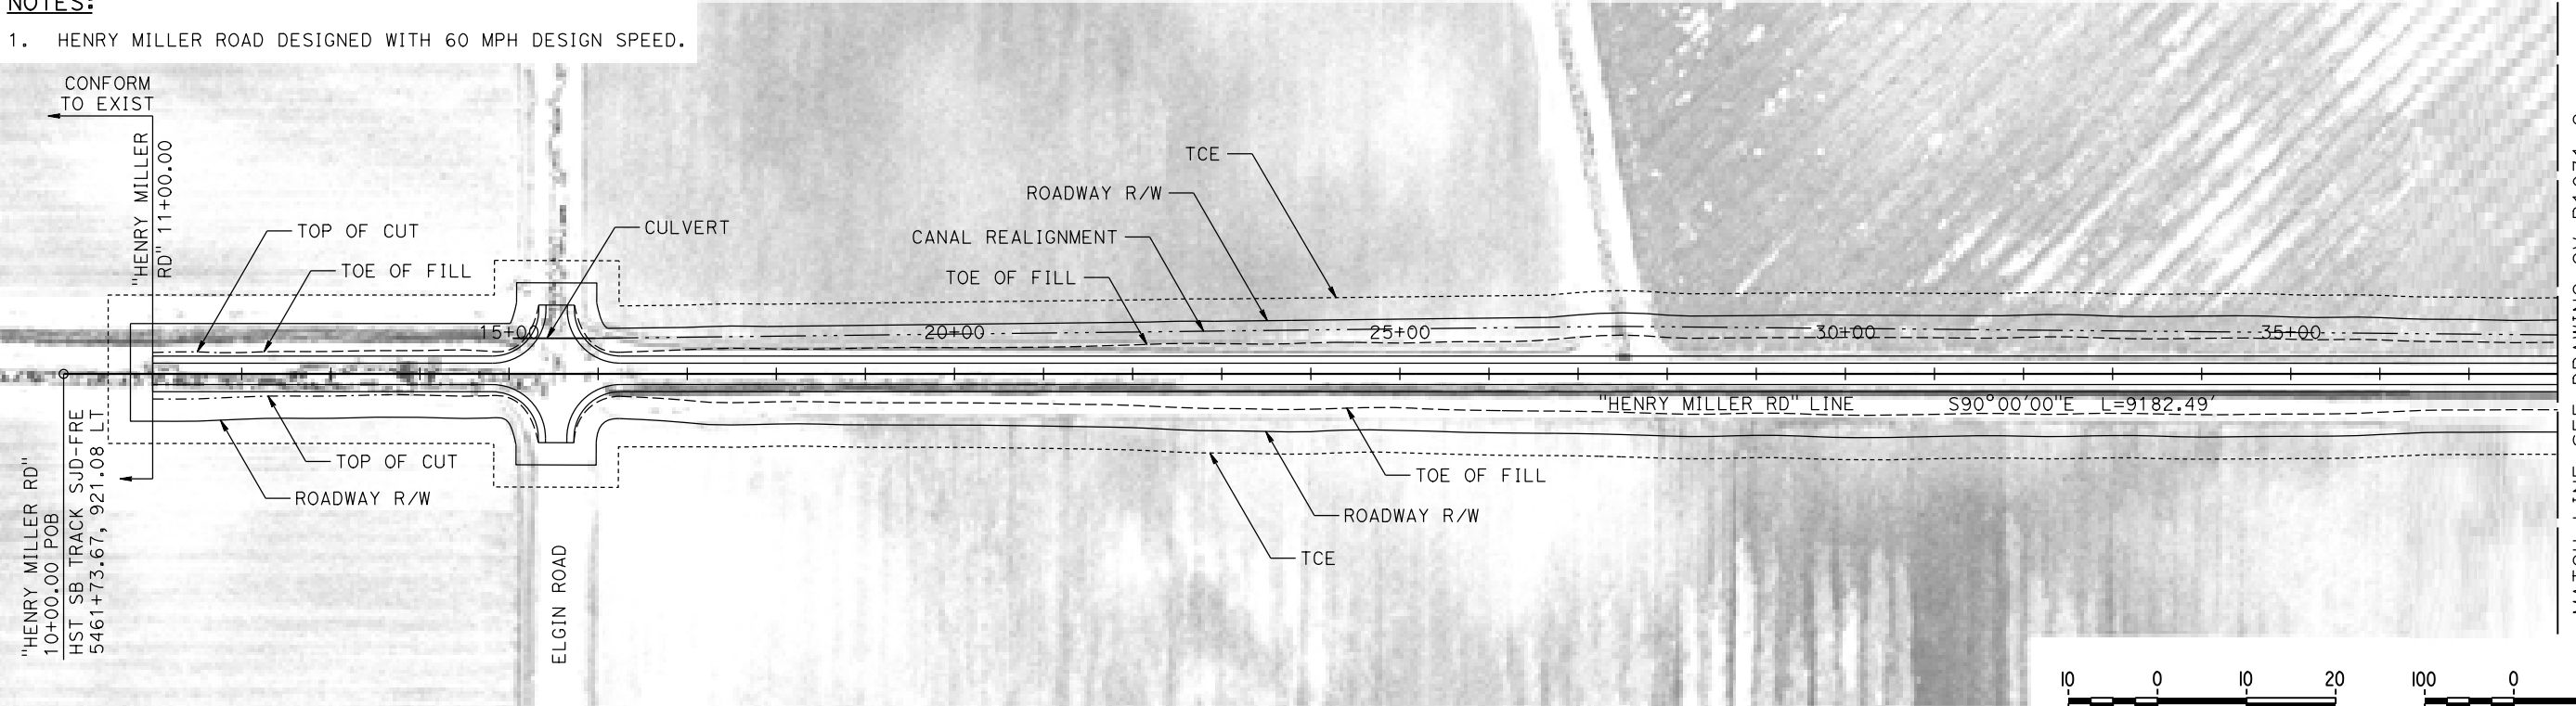 NOTES:
1. HENRY MILLER ROAD DESIGNED WITH 60 MPH DESIGN SPEED.
CONFORM
TO EXIST
"HENRY MILLER
RD" 11+00.00
TOP OF CUT
TOE OF FILL
CULVERT
TCE
ROADWAY R/W
CANAL REALIGNMENT
TOE OF FILL
15+00
20+00
25+00
30+00
35+00
"HENRY MILLER RD" LINE
S90°00'00"E L=9182.49'
TOP OF CUT
ROADWAY R/W
TOE OF FILL
ROADWAY R/W
TCE
"HENRY MILLER RD"
10+00.00 POB
HST SB TRACK SJD-FRE
5461+73.67, 921.08 LT
ELGIN ROAD
10 0 10 20
100 0